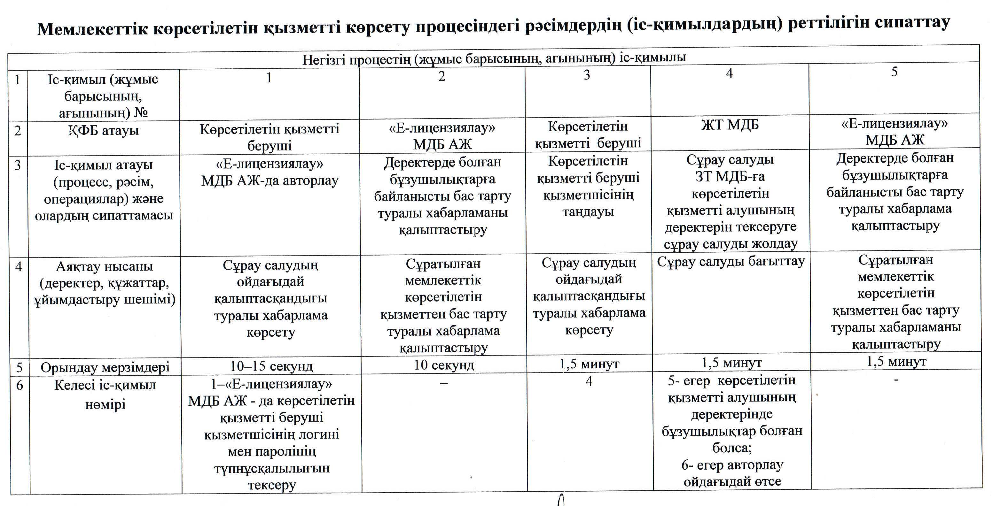 Мемлекеттік көрсетілетін қызметті көрсету процесіндегі рәсімдердің (іс-қимылдардың) реттілігін сипаттау
Негізгі процестің (жұмыс барысының, ағынының) іс-қимылы
1
Іс-қимыл (жұмыс
барысының,
ағынының) №
1
2
3
4
5
2
ҚФБ атауы
Көрсетілетін қызметті
беруші
«Е-лицензиялау»
МДБ АЖ
Көрсетілетін
қызметті беруші
ЖТ МДБ
«Е-лицензиялау»
МДБ АЖ
3
Іс-қимыл атауы
(процесс, рәсім,
операциялар) және
олардың сипаттамасы
«Е-лицензиялау»
МДБ АЖ-да авторлау
Деректерде болған
бұзушылықтарға
байланысты бас тарту
туралы хабарламаны
қалыптастыру
Көрсетілетін
қызметті беруші
қызметшісінің
таңдауы
Сұрау салуды
ЗТ МДБ-ға
көрсетілетін
қызметті алушының
деректерін тексеруге
сұрау салуды жолдау
Деректерде болған
бұзушылықтарға
байланысты бас тарту
туралы хабарлама
қалыптастыру
4
Аяқтау нысаны
(деректер, құжаттар,
ұйымдастыру шешімі)
Сұрау салудың
ойдағыдай
қалыптасқандығы
туралы хабарлама
көрсету
Сұратылған
мемлекеттік
көрсетілетін
қызметтен бас тарту
туралы хабарлама
қалыптастыру
Сұрау салудың
ойдағыдай
қалыптасқандығы
туралы хабарлама
көрсету
Сұрау салуды бағыттау
Сұратылған
мемлекеттік
көрсетілетін
қызметтен бас тарту
туралы хабарламаны
қалыптастыру
5
Орындау мерзімдері
10–15 секунд
10 секунд
1,5 минут
1,5 минут
1,5 минут
6
Келесі іс-қимыл
нөмірі
1–«Е-лицензиялау»
МДБ АЖ - да көрсетілетін
қызметті беруші
қызметшісінің логині
мен паролінің
түпнұсқалылығын
тексеру
–
4
5- егер көрсетілетін
қызметті алушының
деректерінде
бұзушылықтар болған
болса;
6- егер авторлау
ойдағыдай өтсе
-